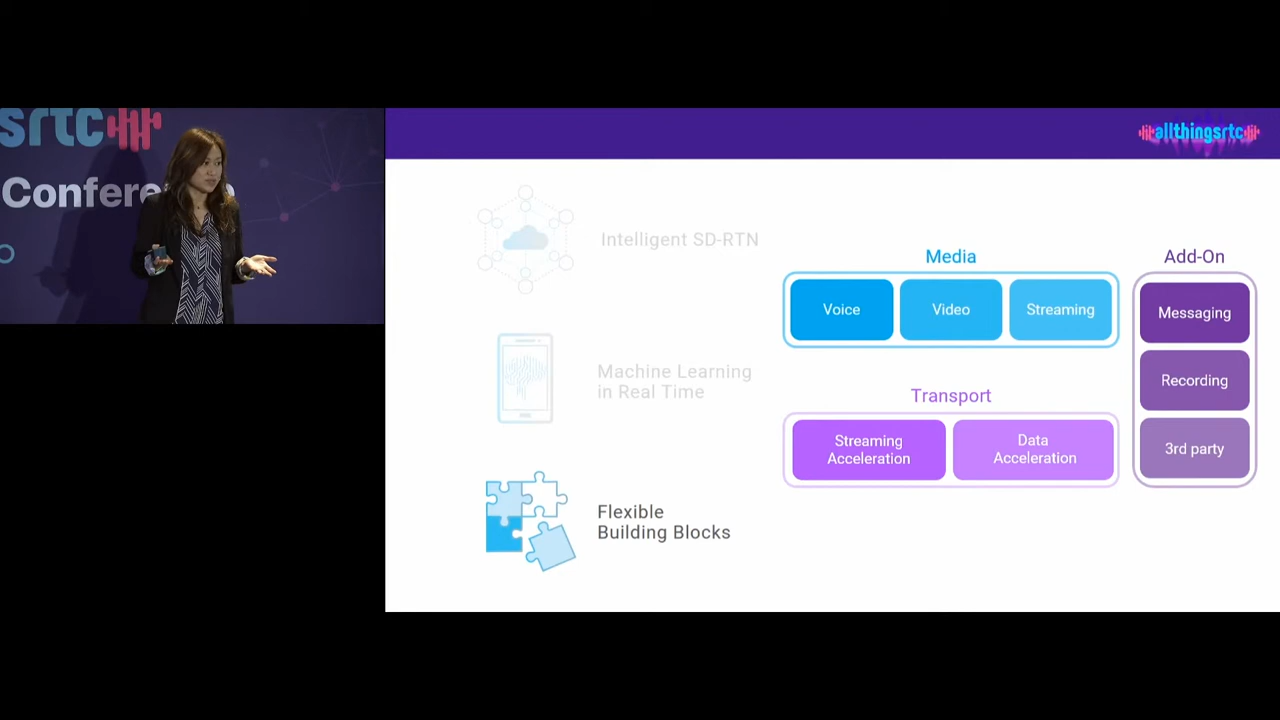 srtc
Conference
allthingsrtc
Intelligent SD-RTN
Machine Learning
in Real Time
Flexible
Building Blocks
Media
Voice
Video
Streaming
Transport
Streaming
Acceleration
Data
Acceleration
Add-On
Messaging
Recording
3rd party